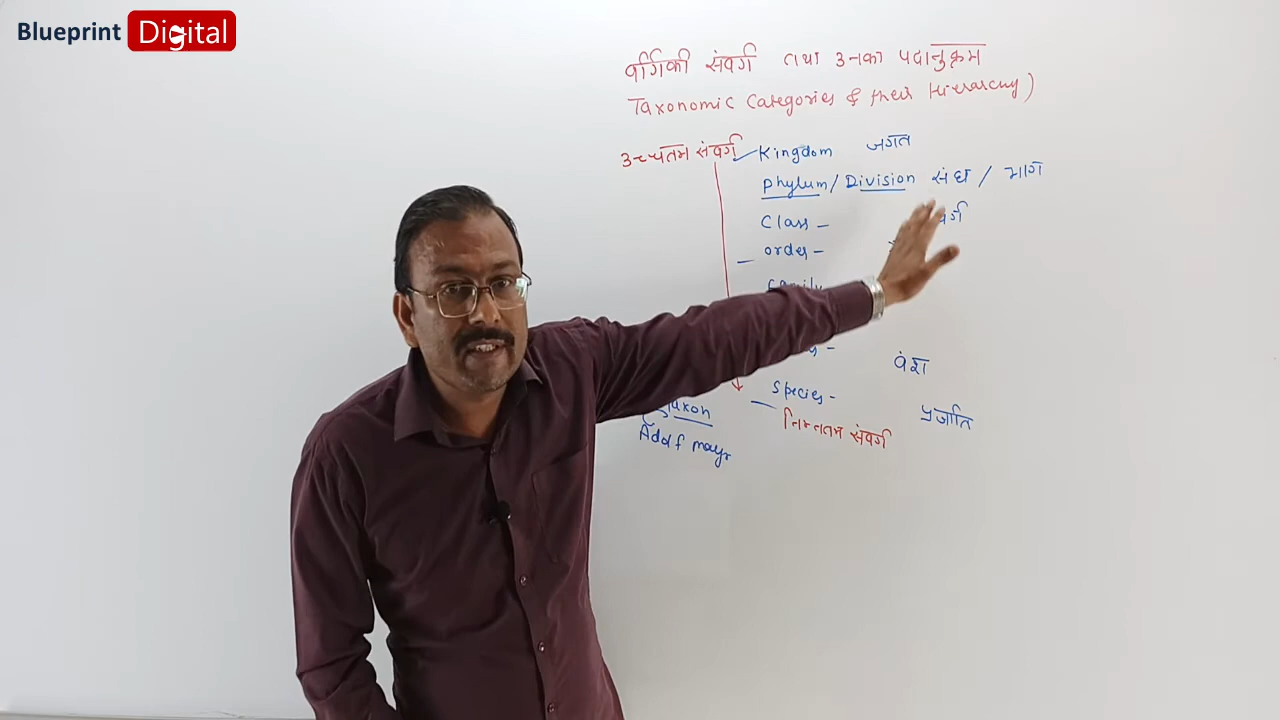 Blueprint Digital
वर्गिकी संवर्ग तथा उनका पदानुक्रम
Taxonomic Categories & their Hierarchy)
उच्चतम संवर्ग Kingdom जगत
Phylum/Division संघ / भाग
Class -
order -
Family
वंश
Species - प्रजाति
निम्नतम संवर्ग
taxon
Adolf mayr